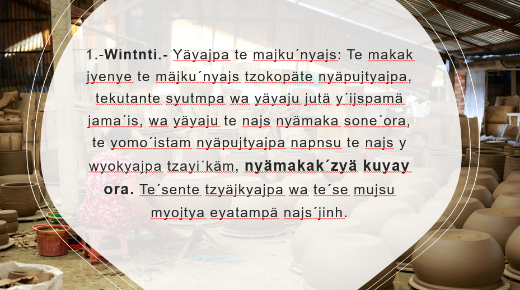 1.-Wintnti.- Yäyajpa te majku´nyajs: Te makak
jyenye te mäjku´nyajs tzokopäte nyäpujtyajpa,
tekutante syutmpa wa yäyaju jutä y´ijspamä
jama´is, wa yäyaju te najs nyämaka sone´ora,
te yomo´istam nyäpujtyajpa napnsu te najs y
wyokyajpa tzayi´käm, nyämakak´zyä kuyay
ora. Te´sente tzyäjkyajpa wa te´se mujsu
myojtya eyatampä najs´jinh.